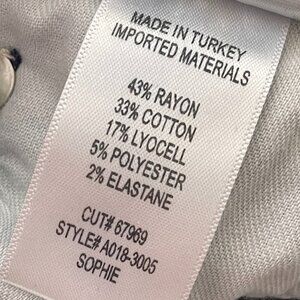 MADE IN TURKEY
IMPORTED MATERIALS
43% RAYON
33% COTTON
17% LYOCELL
5% POLYESTER
2% ELASTANE
CUT# 67969
STYLE# A018-3005
SOPHIE